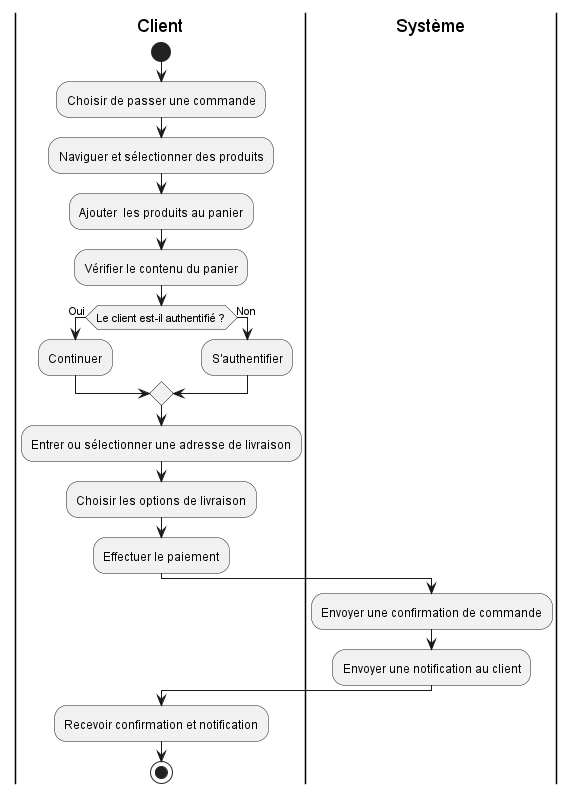 Client
Système
Choisir de passer une commande
Naviguer et sélectionner des produits
Ajouter  les produits au panier
Vérifier le contenu du panier
Oui
Le client est-il authentifié ?
Non
Continuer
S'authentifier
Entrer ou sélectionner une adresse de livraison
Choisir les options de livraison
Effectuer le paiement
Envoyer une confirmation de commande
Envoyer une notification au client
Recevoir confirmation et notification